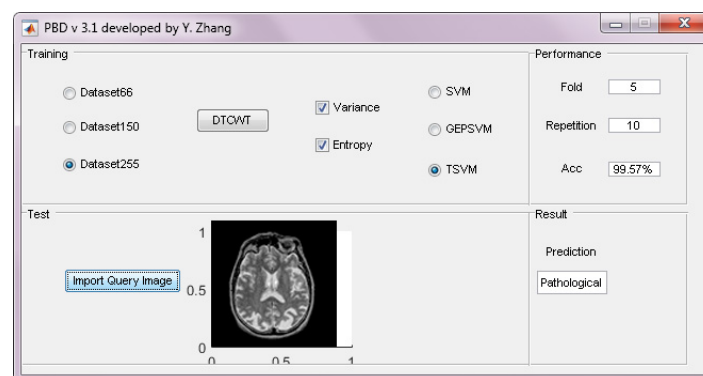 PBD v 3.1 developed by Y. Zhang
Training
Dataset66
Dataset150
Dataset255
DTCWT
Variance
Entropy
SVM
GEPSVM
TSVM
Performance
Fold 5
Repetition 10
Acc 99.57%
Test
Import Query Image
1
0.5
0
0 0.5 1
Result
Prediction
Pathological